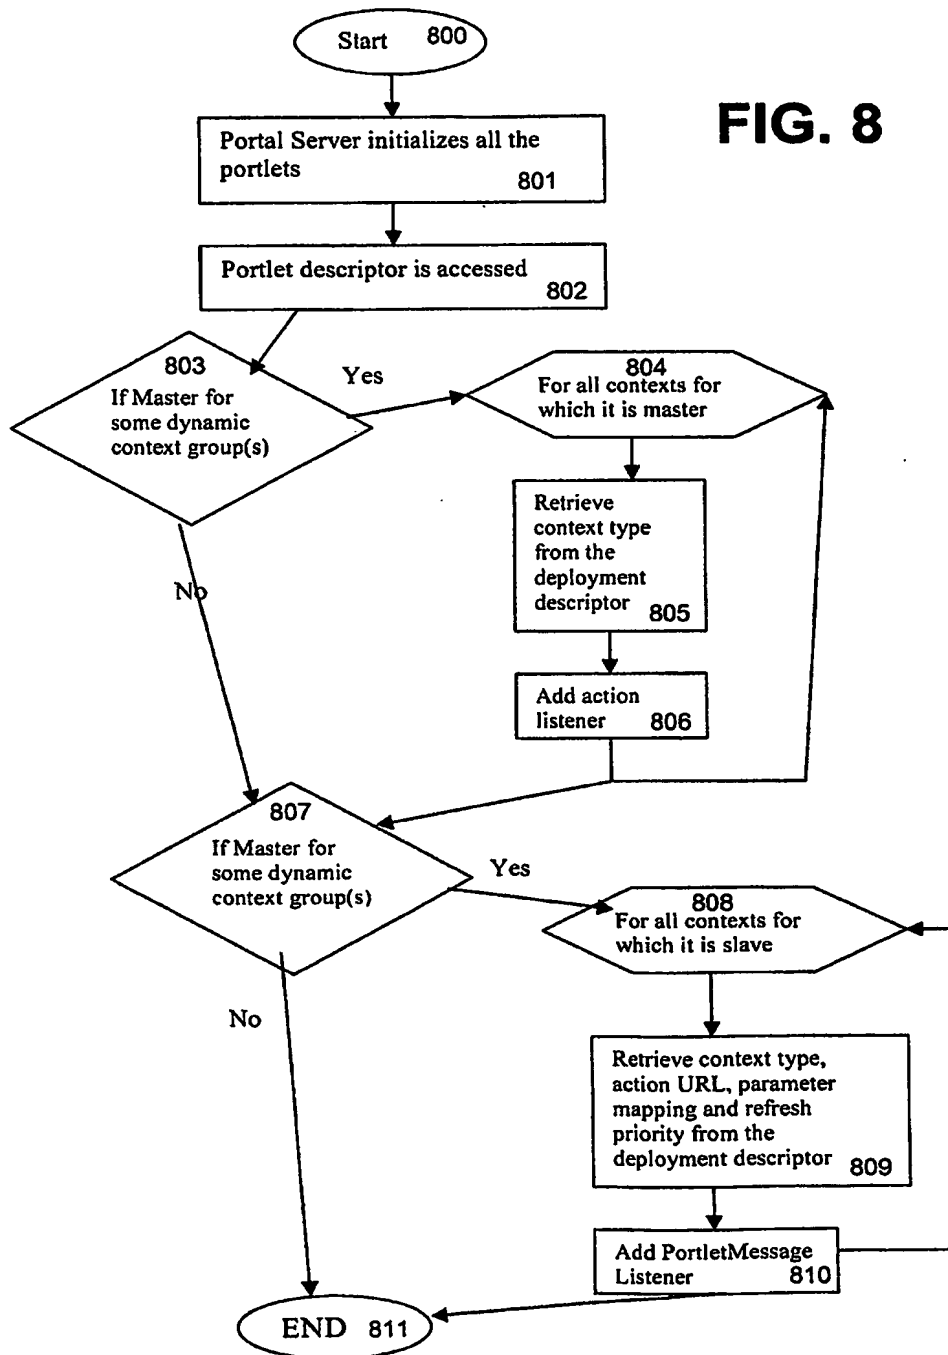 Start 800
FIG. 8
Portal Server initializes all the
portlets
801
Portlet descriptor is accessed
802
803
If Master for
some dynamic
context group(s)
Yes
804
For all contexts for
which it is master
Retrieve
context type
from the
deployment
descriptor 805
No
Add action
listener 806
807
If Master for
some dynamic
context group(s)
Yes
808
For all contexts for
which it is slave
No
Retrieve context type,
action URL, parameter
mapping and refresh
priority from the
deployment descriptor 809
Add PortletMessage
Listener 810
END 811